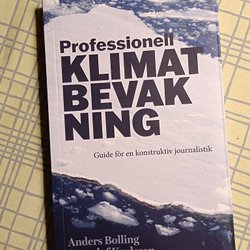 Professionell
KLIMAT
BEVAK
NING
Guide för en konstruktiv journalistik
Anders Bolling